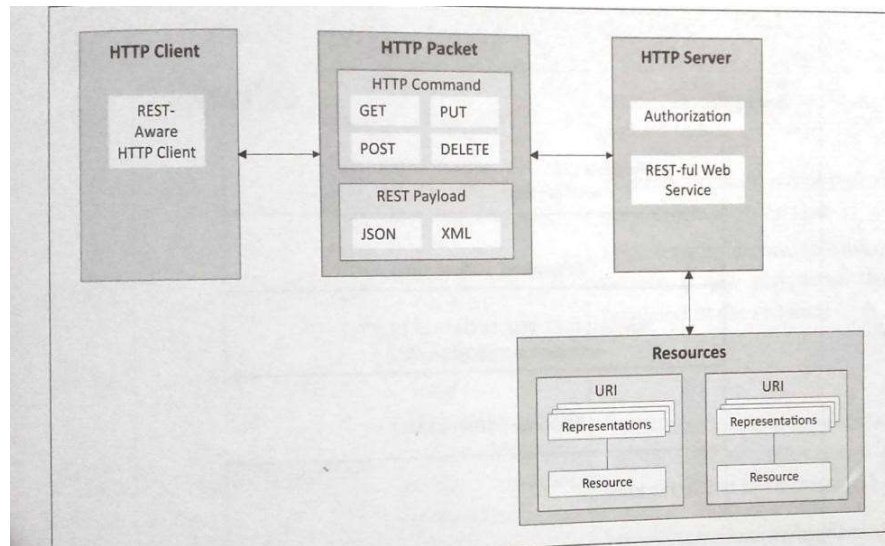 HTTP Client
REST-
Aware
HTTP Client
HTTP Packet
HTTP Command
GET
PUT
POST
DELETE
REST Payload
JSON
XML
HTTP Server
Authorization
REST-ful Web
Service
Resources
URI
Representations
Resource
URI
Representations
Resource